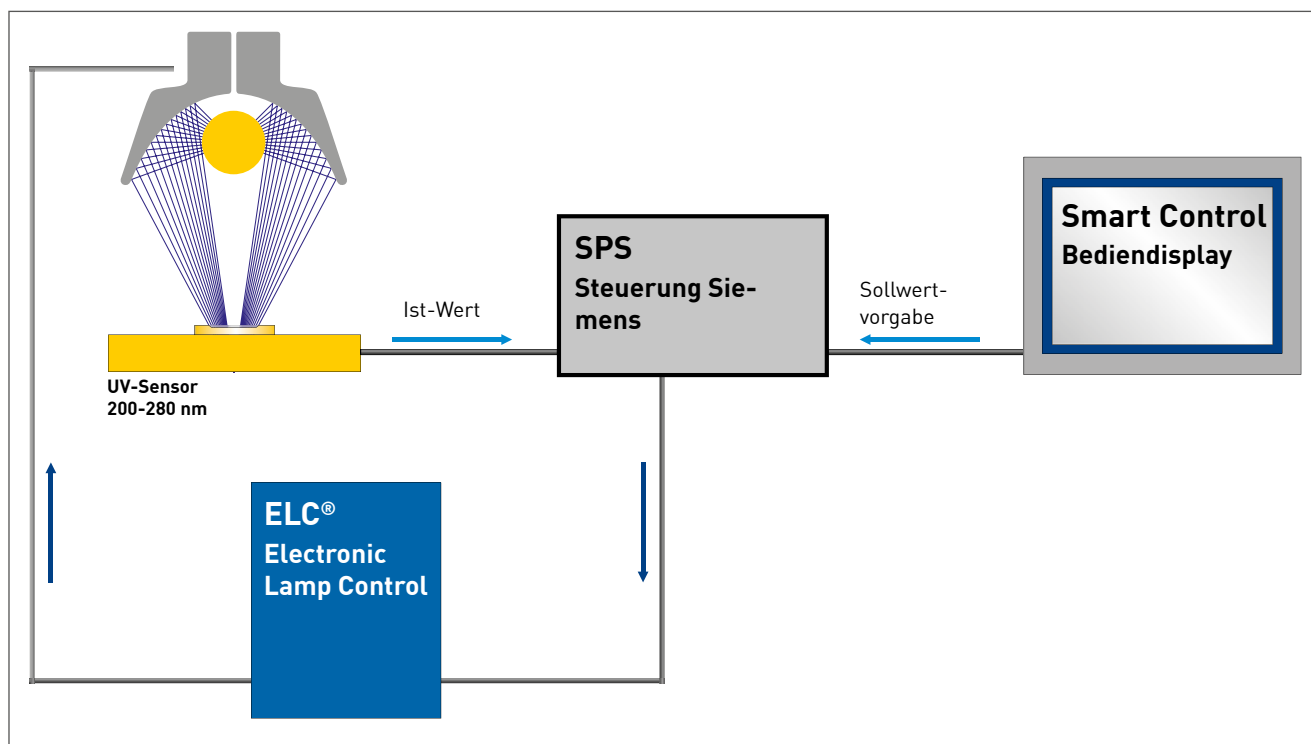 SPS
Steuerung Sie-
mens
Smart Control
Bediendisplay
Ist-Wert
Sollwert-
vorgabe
UV-Sensor
200-280 nm
ELC®
Electronic
Lamp Control